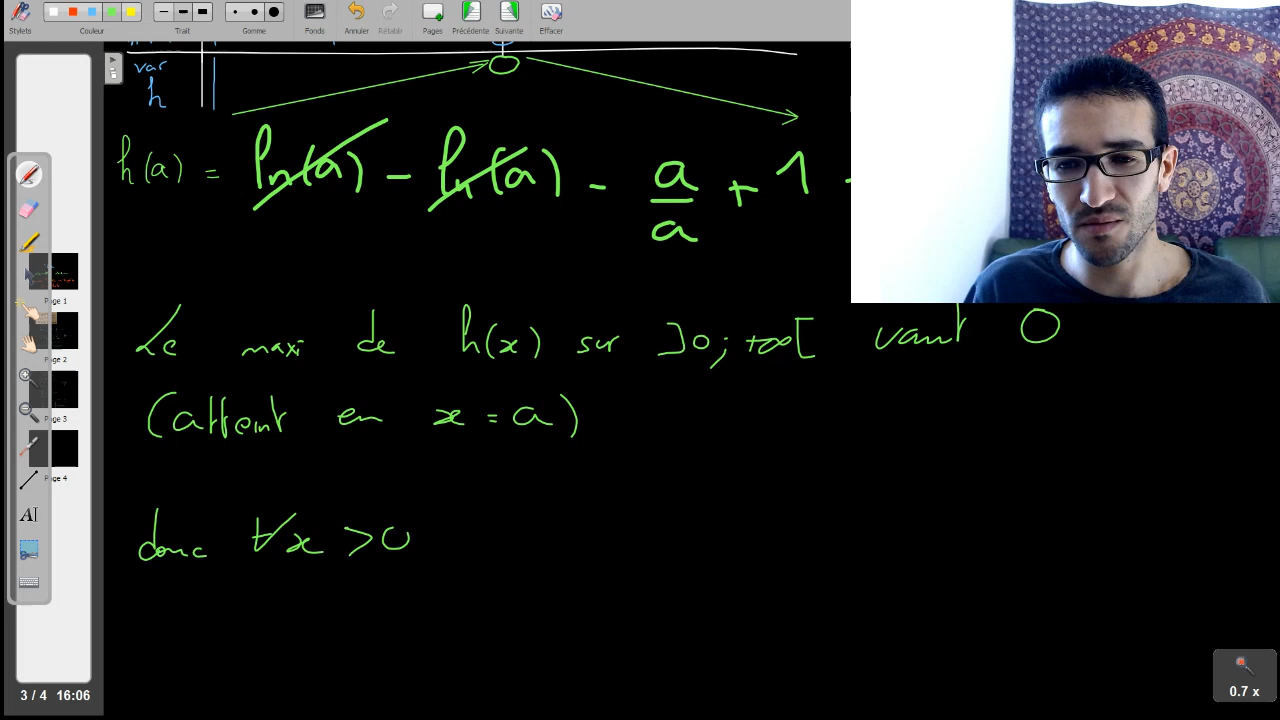 Stylets Couleur Trait Gomme Fonds Annuler Rétablir Pages Précédente Suivante Effacer
var
h
h(a) = ln(a) - ln(a) - a/a + 1
Le maxi de h(x) sur ]0; +∞[ vaut 0
(atteint en x = a)
donc ∀x >0
Page 1
Page 2
Page 3
Page 4
AI
3 / 4 16:06
0.7 x